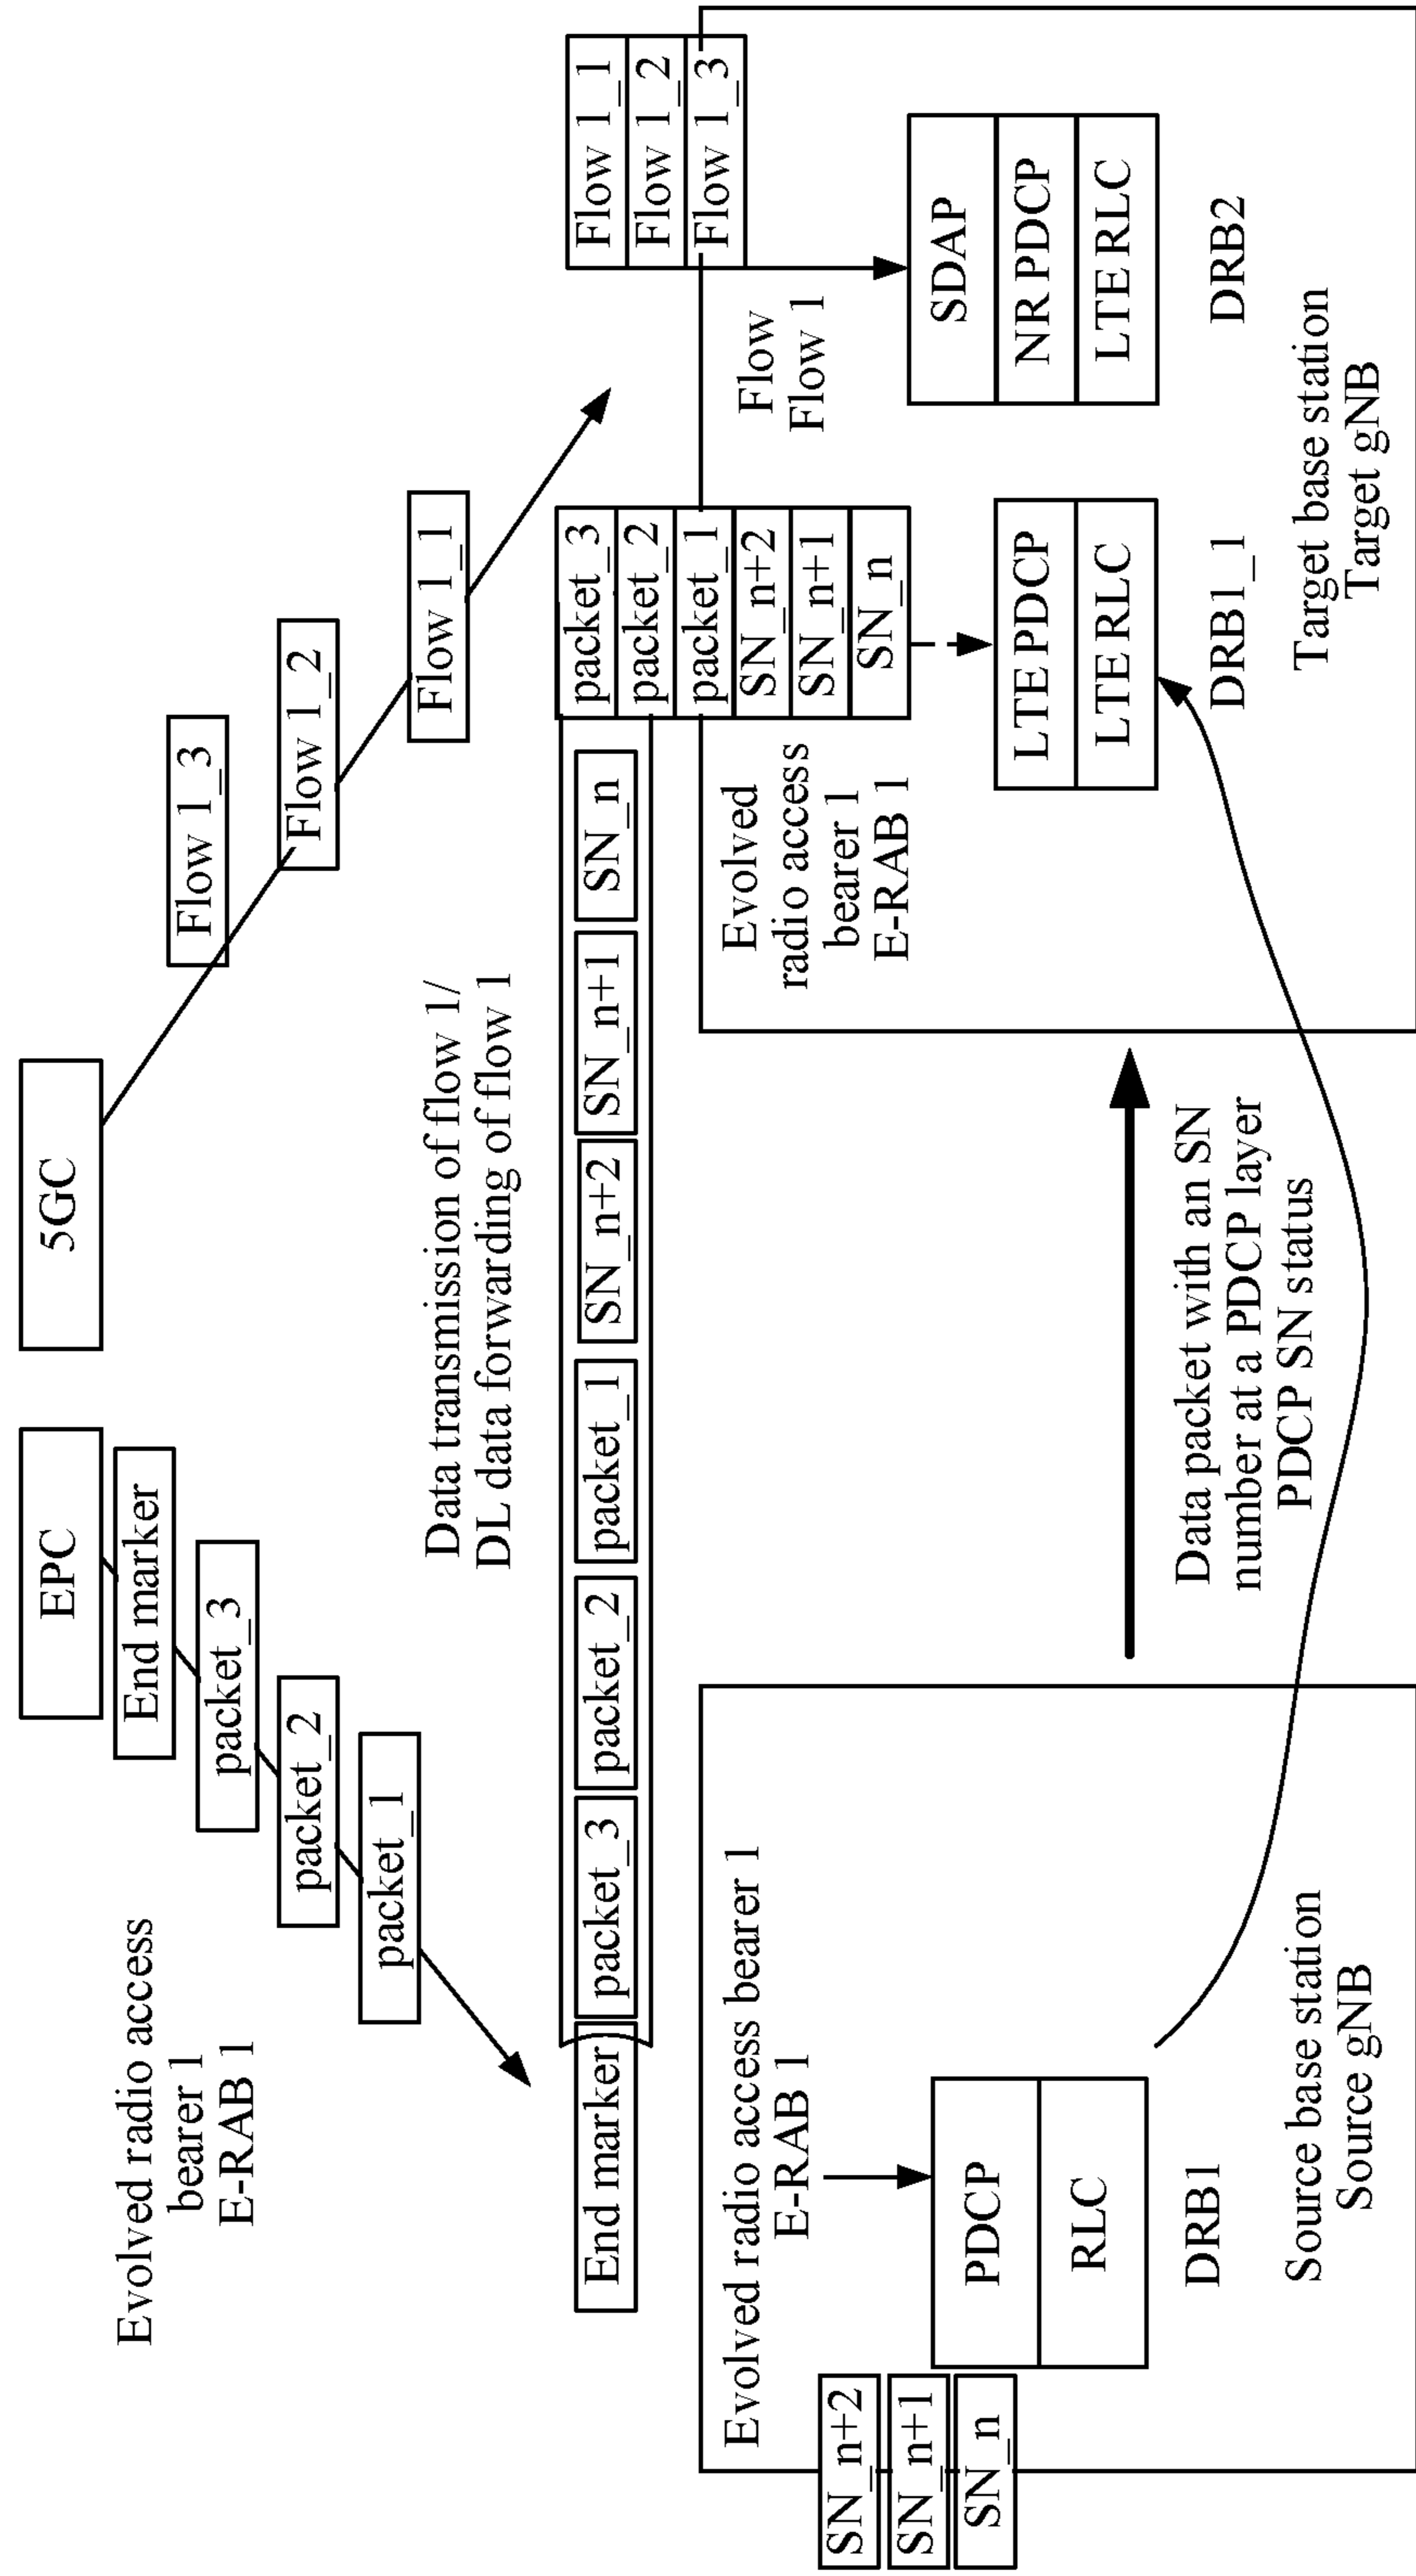 EPC
5GC
End marker
packet_3
packet_2
packet_1
Evolved radio access
bearer 1
E-RAB 1
Flow 1_3
Flow 1_2
Flow 1_1
Data transmission of flow 1/
DL data forwarding of flow 1
End marker
packet_3
packet_2
packet_1
SN_n+2
SN_n+1
SN_n
packet_3
packet_2
packet_1
SN_n+2
SN_n+1
SN_n
Flow 1_1
Flow 1_2
Flow 1_3
Evolved radio access bearer 1
E-RAB 1
SN_n+2
SN_n+1
SN_n
PDCP
RLC
DRB1
Source base station
Source gNB
Data packet with an SN
number at a PDCP layer
PDCP SN status
Evolved
radio access
bearer 1
E-RAB 1
LTE PDCP
LTE RLC
DRB1_1
Flow
Flow 1
SDAP
NR PDCP
LTE RLC
DRB2
Target base station
Target gNB